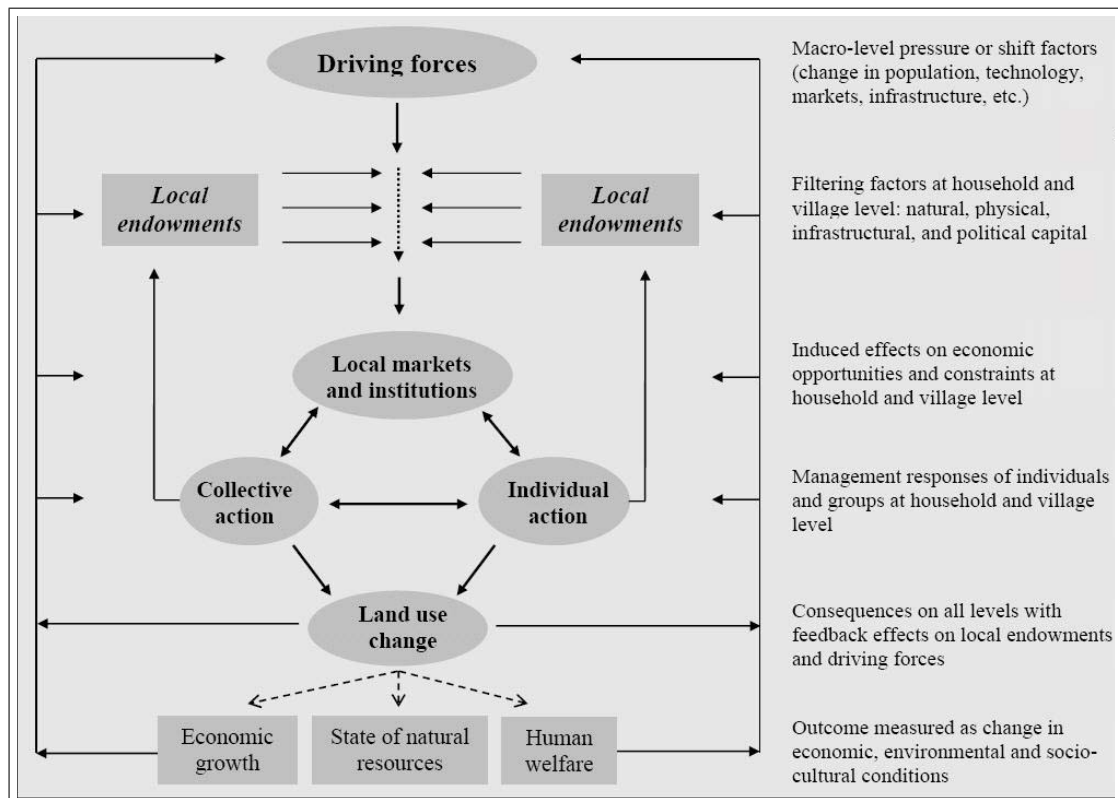 Driving forces
Macro-level pressure or shift factors
(change in population, technology,
markets, infrastructure, etc.)
Local
endowments
Local
endowments
Filtering factors at household and
village level: natural, physical,
infrastructural, and political capital
Local markets
and institutions
Induced effects on economic
opportunities and constraints at
household and village level
Collective
action
Individual
action
Management responses of individuals
and groups at household and village
level
Land use
change
Consequences on all levels with
feedback effects on local endowments
and driving forces
Economic
growth
State of natural
resources
Human
welfare
Outcome measured as change in
economic, environmental and socio-
cultural conditions